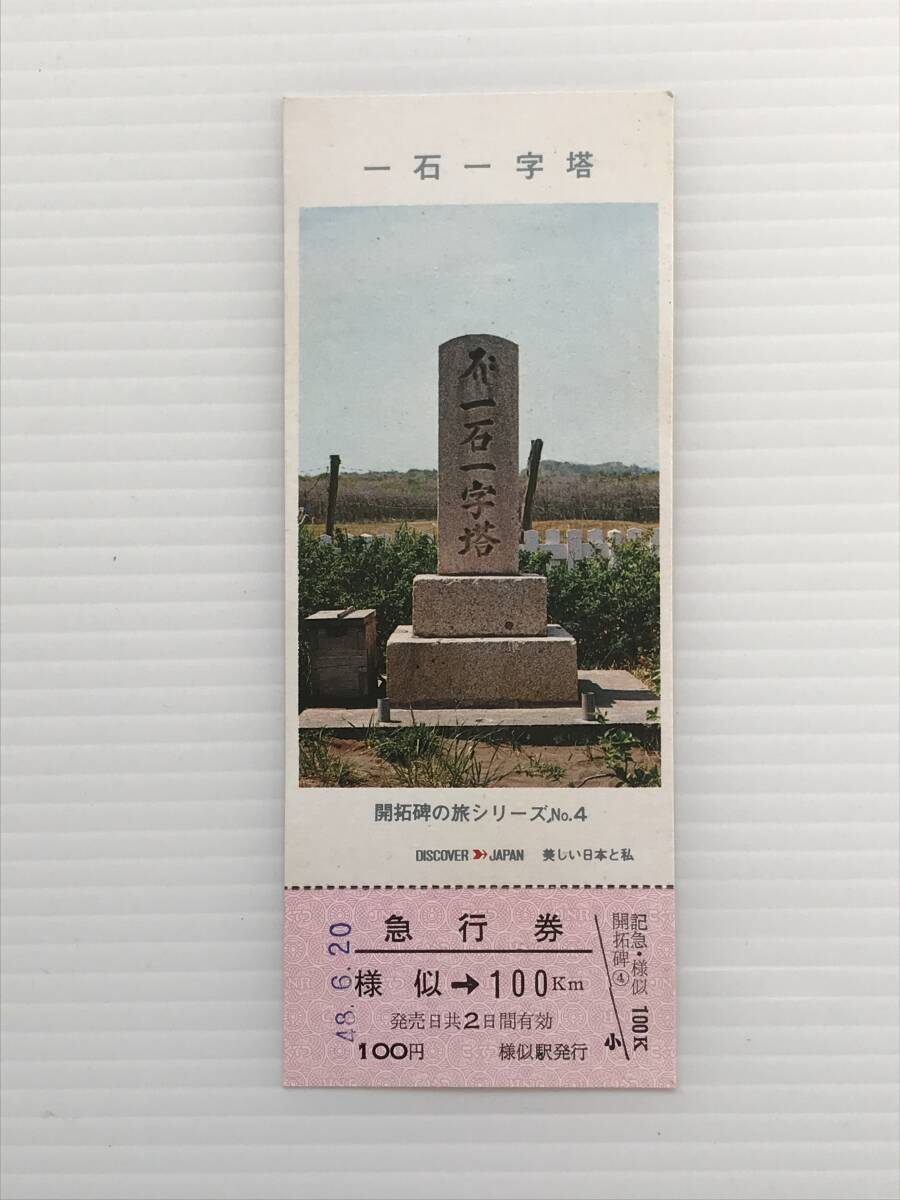 一石一字塔
一石一字塔
開拓碑の旅シリーズ,No.4
DISCOVER JAPAN 美しい日本と私
急行券
様似→100Km
発売日共2日間有効
100円 様似駅発行
48.6.20
記急・様似 100K
開拓碑④
小